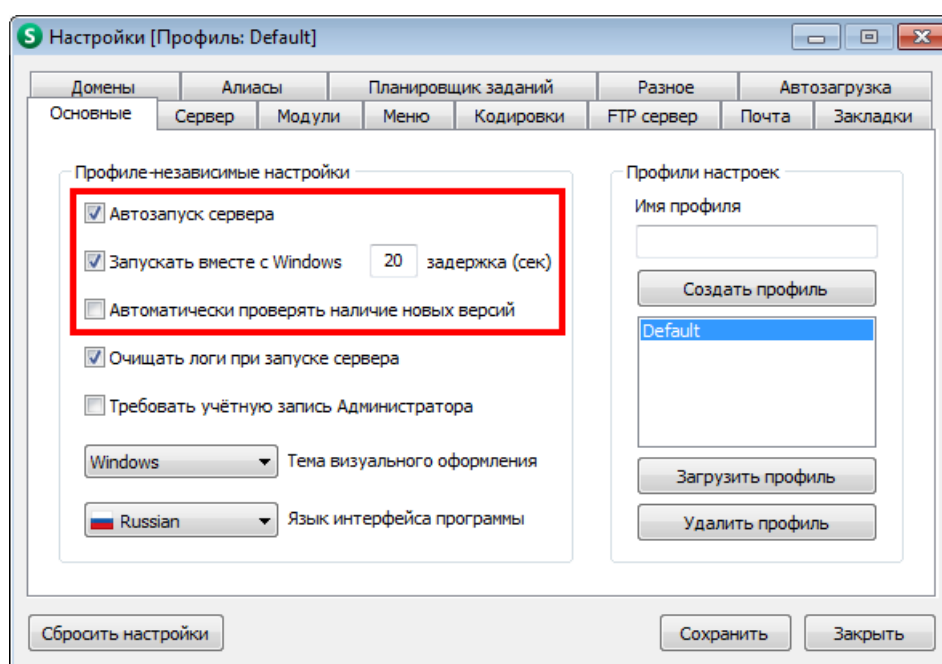 S Настройки [Профиль: Default]
Домены Алиасы Планировщик заданий Разное Автозагрузка
Основные Сервер Модули Меню Кодировки FTP сервер Почта Закладки
Профиле-независимые настройки
Автозапуск сервера
Запускать вместе с Windows 20 задержка (сек)
Автоматически проверять наличие новых версий
Очищать логи при запуске сервера
Требовать учётную запись Администратора
Windows Тема визуального оформления
Russian Язык интерфейса программы
Профили настроек
Имя профиля
Создать профиль
Default
Загрузить профиль
Удалить профиль
Сбросить настройки Сохранить Закрыть